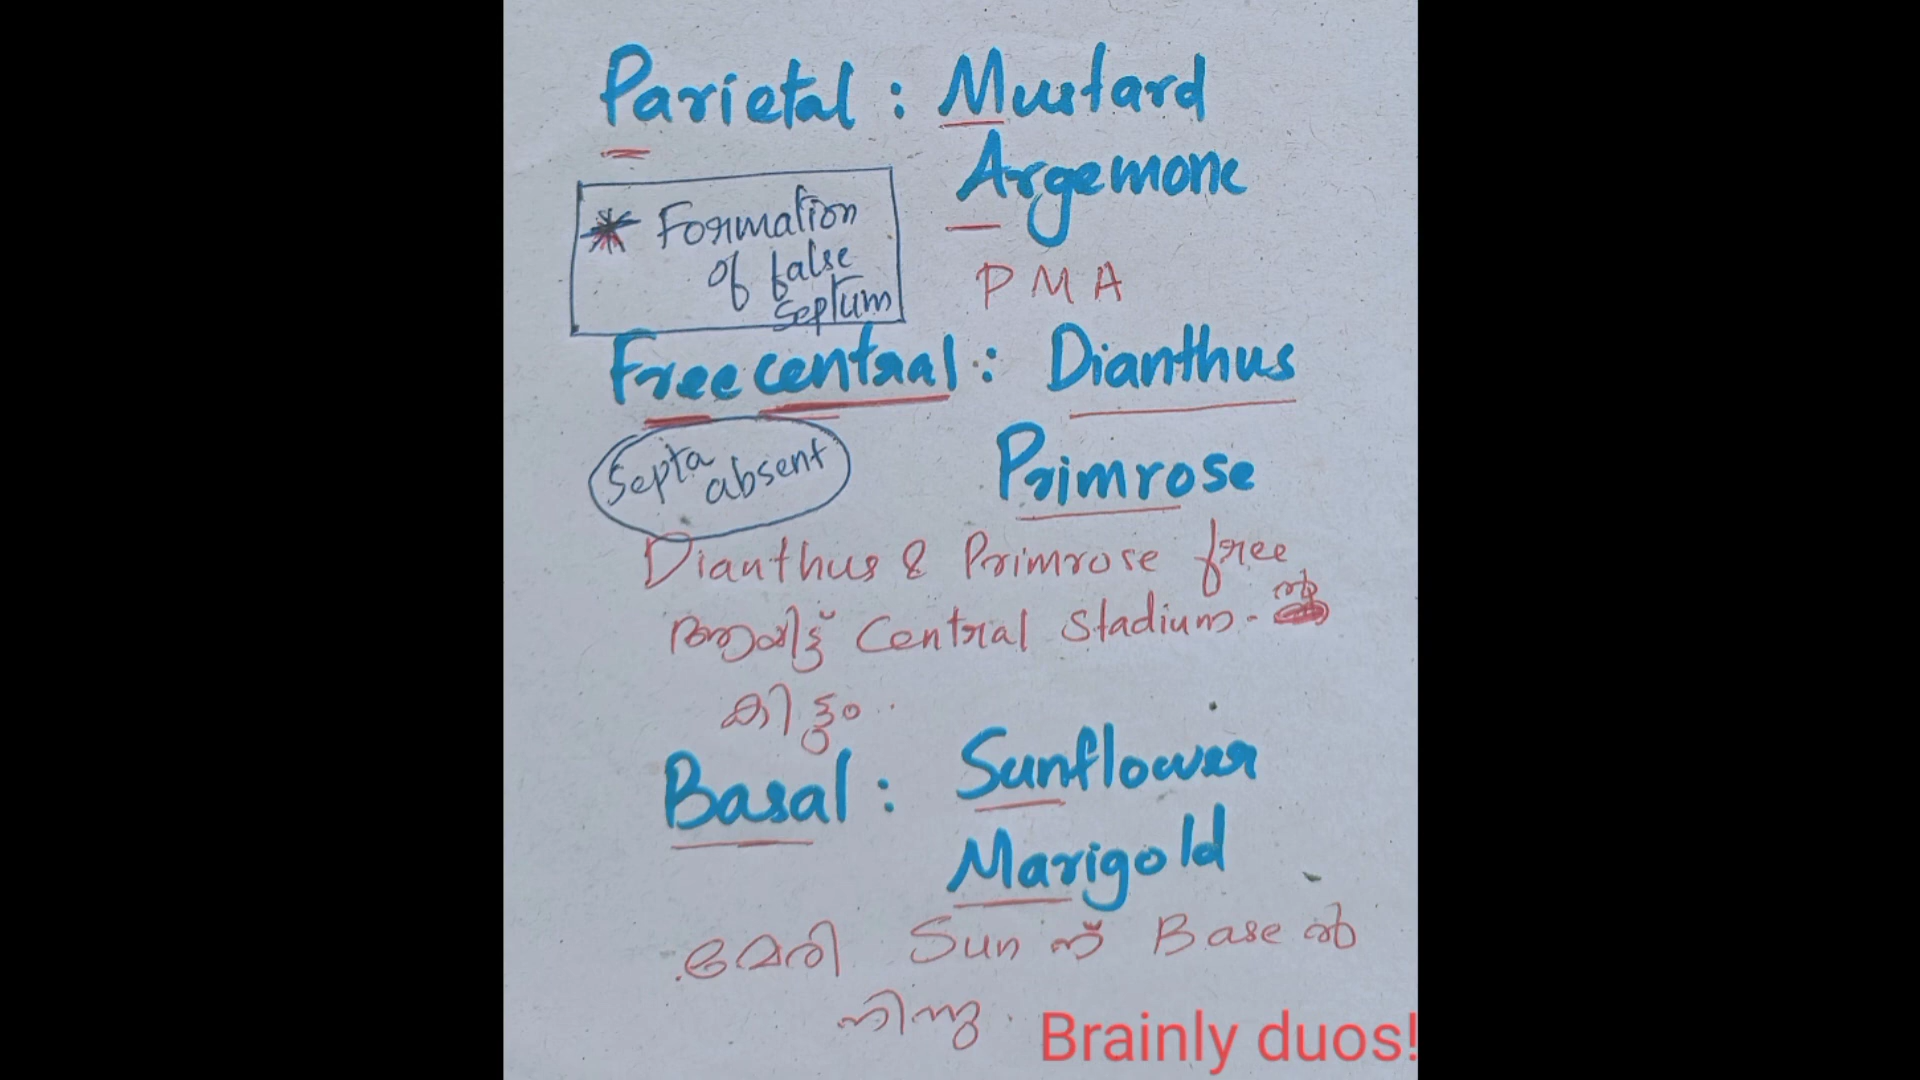 Parietal : Mustard
Argemone
* Formation
of false
septum
P M A
Free central : Dianthus
Septa
absent
Primrose
Dianthus & Primrose free
ആയിട്ട് Central Stadium-ൽ
കിട്ടും..
Basal : Sunflower
Marigold
മേരി Sun ന് Base ൽ
നിന്നു.
Brainly duos!